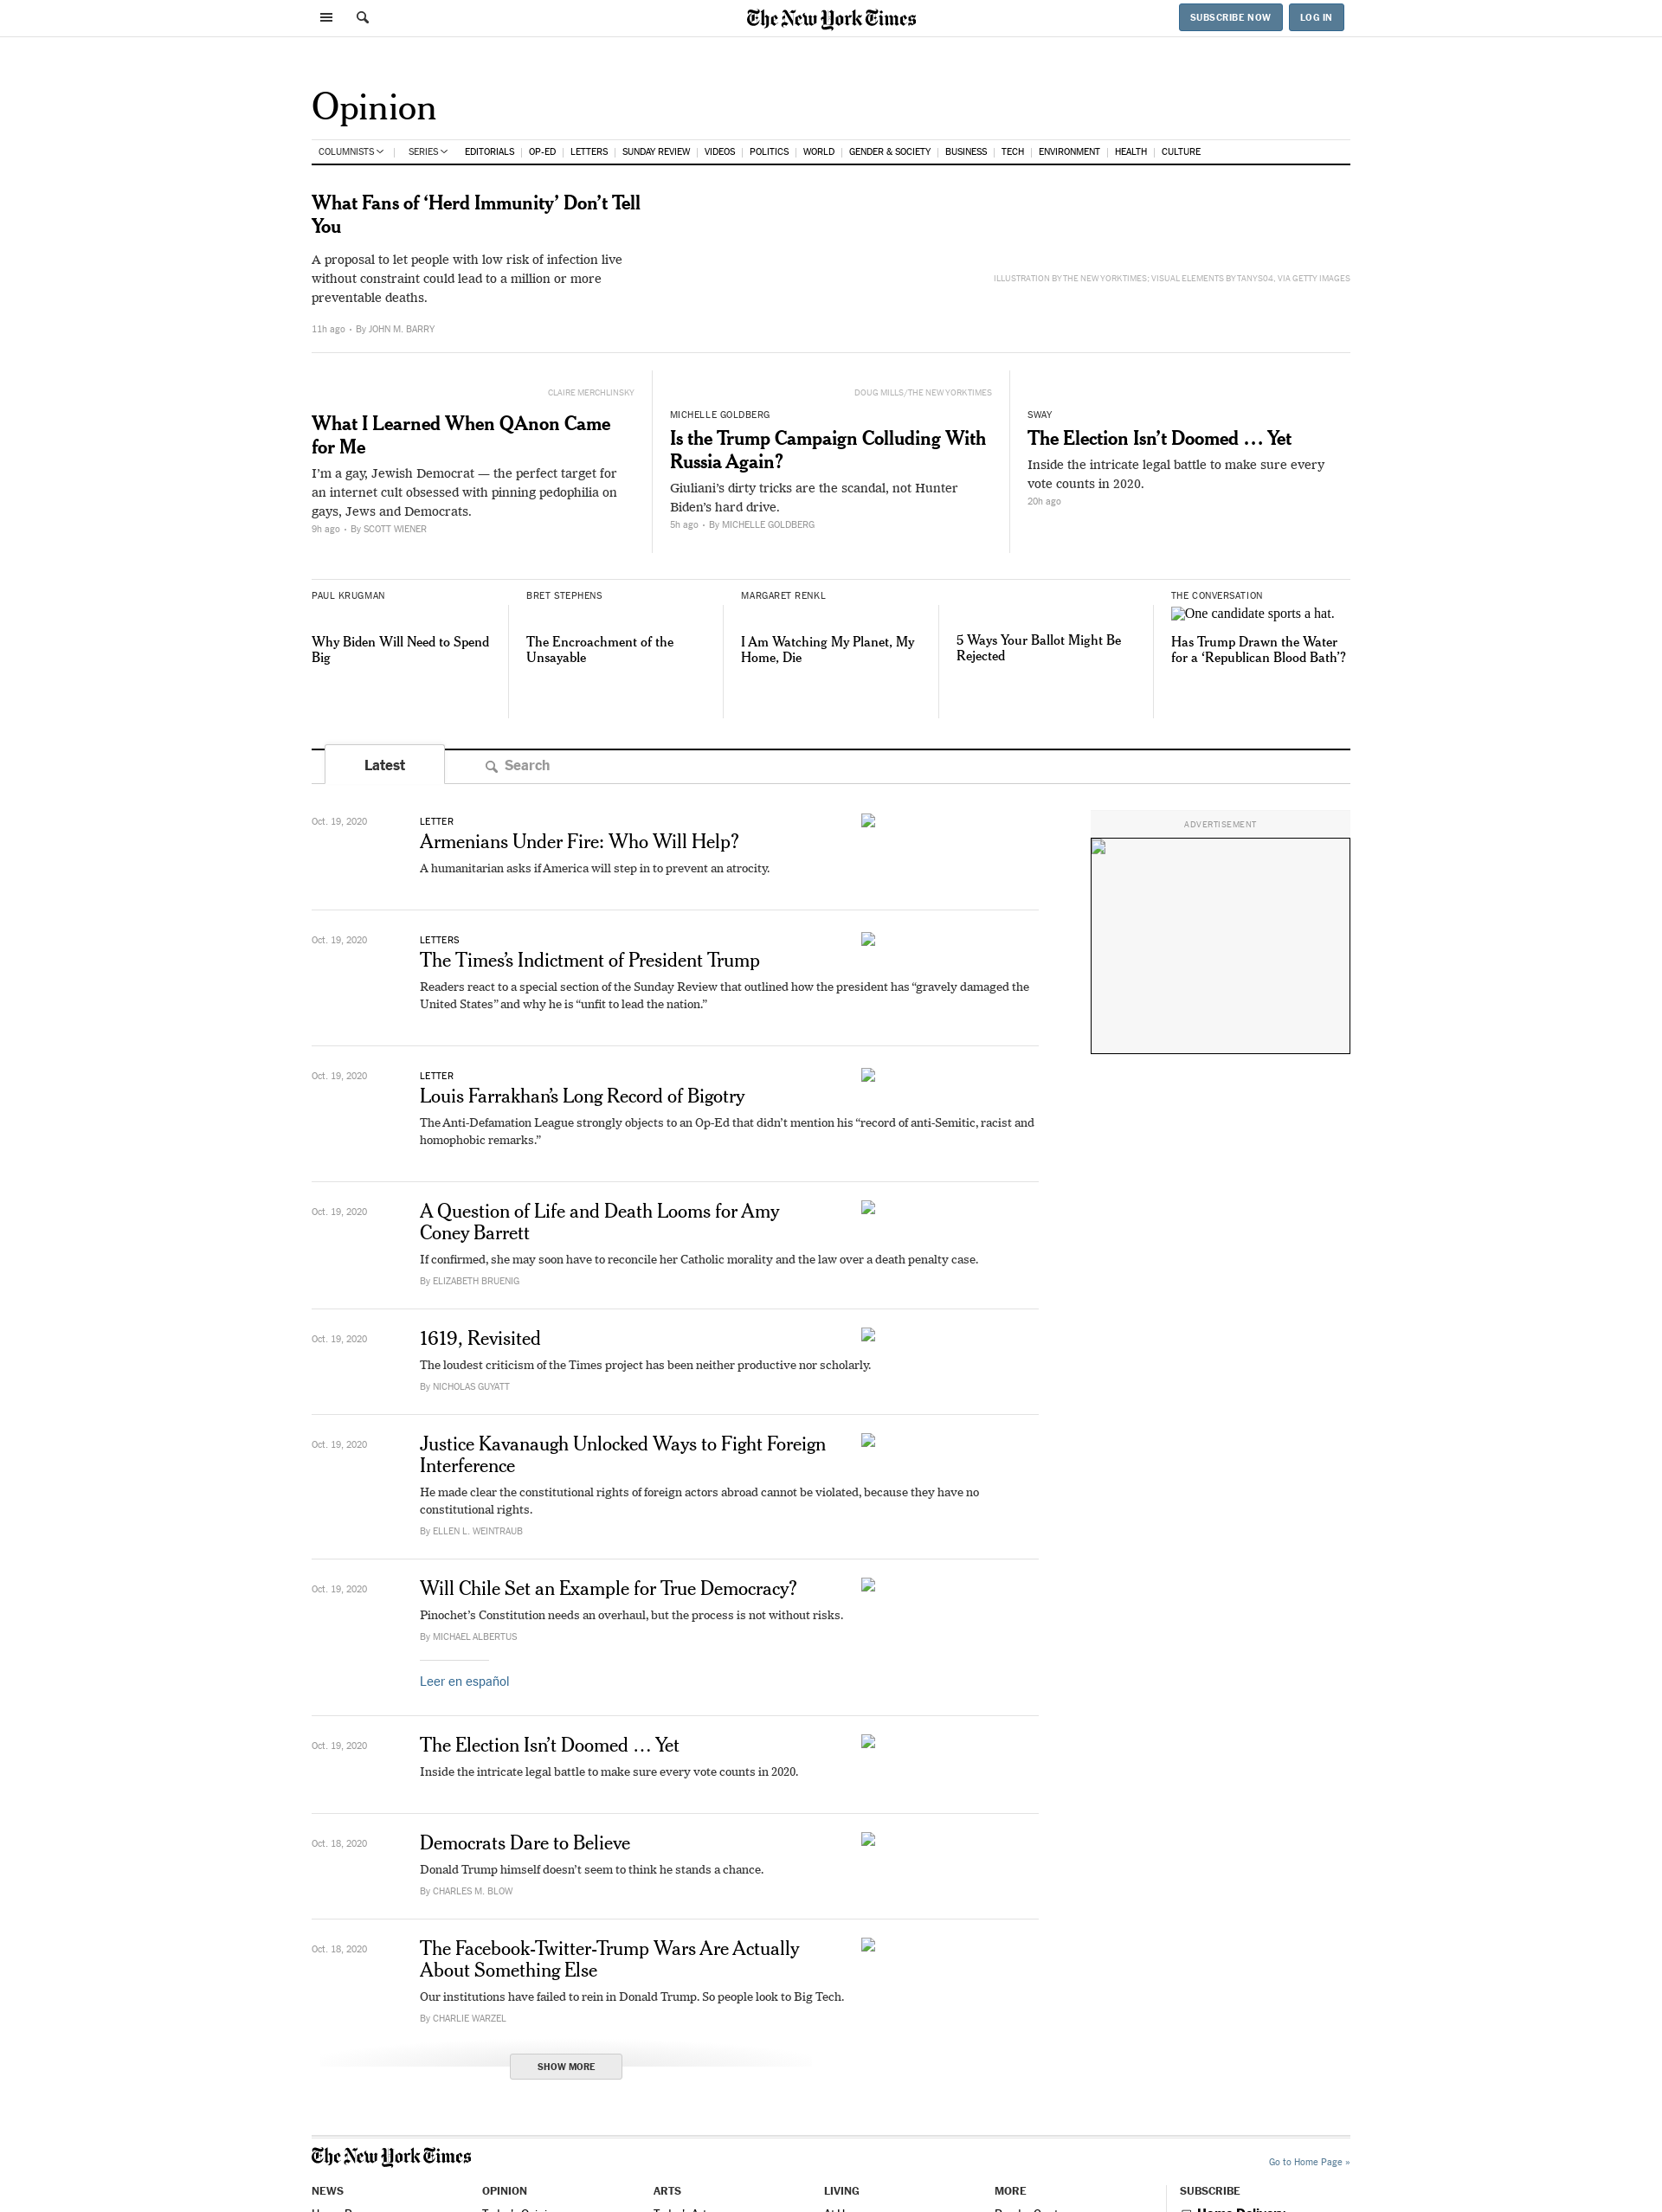 The New York Times
SUBSCRIBE NOW
LOG IN
Opinion
COLUMNISTS
SERIES
EDITORIALS
OP-ED
LETTERS
SUNDAY REVIEW
VIDEOS
POLITICS
WORLD
GENDER & SOCIETY
BUSINESS
TECH
ENVIRONMENT
HEALTH
CULTURE
What Fans of ‘Herd Immunity’ Don’t Tell
You
A proposal to let people with low risk of infection live
without constraint could lead to a million or more
preventable deaths.
11h ago • By JOHN M. BARRY
ILLUSTRATION BY THE NEW YORK TIMES; VISUAL ELEMENTS BY TANYS04, VIA GETTY IMAGES
CLAIRE MERCHLINSKY
What I Learned When QAnon Came
for Me
I’m a gay, Jewish Democrat — the perfect target for
an internet cult obsessed with pinning pedophilia on
gays, Jews and Democrats.
9h ago • By SCOTT WIENER
DOUG MILLS/THE NEW YORK TIMES
MICHELLE GOLDBERG
Is the Trump Campaign Colluding With
Russia Again?
Giuliani’s dirty tricks are the scandal, not Hunter
Biden’s hard drive.
5h ago • By MICHELLE GOLDBERG
SWAY
The Election Isn’t Doomed … Yet
Inside the intricate legal battle to make sure every
vote counts in 2020.
20h ago
PAUL KRUGMAN
Why Biden Will Need to Spend
Big
BRET STEPHENS
The Encroachment of the
Unsayable
MARGARET RENKL
I Am Watching My Planet, My
Home, Die
5 Ways Your Ballot Might Be
Rejected
THE CONVERSATION
One candidate sports a hat.
Has Trump Drawn the Water
for a ‘Republican Blood Bath’?
Latest
Search
ADVERTISEMENT
Oct. 19, 2020
LETTER
Armenians Under Fire: Who Will Help?
A humanitarian asks if America will step in to prevent an atrocity.
Oct. 19, 2020
LETTERS
The Times’s Indictment of President Trump
Readers react to a special section of the Sunday Review that outlined how the president has “gravely damaged the
United States” and why he is “unfit to lead the nation.”
Oct. 19, 2020
LETTER
Louis Farrakhan’s Long Record of Bigotry
The Anti-Defamation League strongly objects to an Op-Ed that didn’t mention his “record of anti-Semitic, racist and
homophobic remarks.”
Oct. 19, 2020
A Question of Life and Death Looms for Amy
Coney Barrett
If confirmed, she may soon have to reconcile her Catholic morality and the law over a death penalty case.
By ELIZABETH BRUENIG
Oct. 19, 2020
1619, Revisited
The loudest criticism of the Times project has been neither productive nor scholarly.
By NICHOLAS GUYATT
Oct. 19, 2020
Justice Kavanaugh Unlocked Ways to Fight Foreign
Interference
He made clear the constitutional rights of foreign actors abroad cannot be violated, because they have no
constitutional rights.
By ELLEN L. WEINTRAUB
Oct. 19, 2020
Will Chile Set an Example for True Democracy?
Pinochet’s Constitution needs an overhaul, but the process is not without risks.
By MICHAEL ALBERTUS
Leer en español
Oct. 19, 2020
The Election Isn’t Doomed … Yet
Inside the intricate legal battle to make sure every vote counts in 2020.
Oct. 18, 2020
Democrats Dare to Believe
Donald Trump himself doesn’t seem to think he stands a chance.
By CHARLES M. BLOW
Oct. 18, 2020
The Facebook-Twitter-Trump Wars Are Actually
About Something Else
Our institutions have failed to rein in Donald Trump. So people look to Big Tech.
By CHARLIE WARZEL
SHOW MORE
The New York Times
Go to Home Page »
NEWS
OPINION
ARTS
LIVING
MORE
SUBSCRIBE
Home Delivery